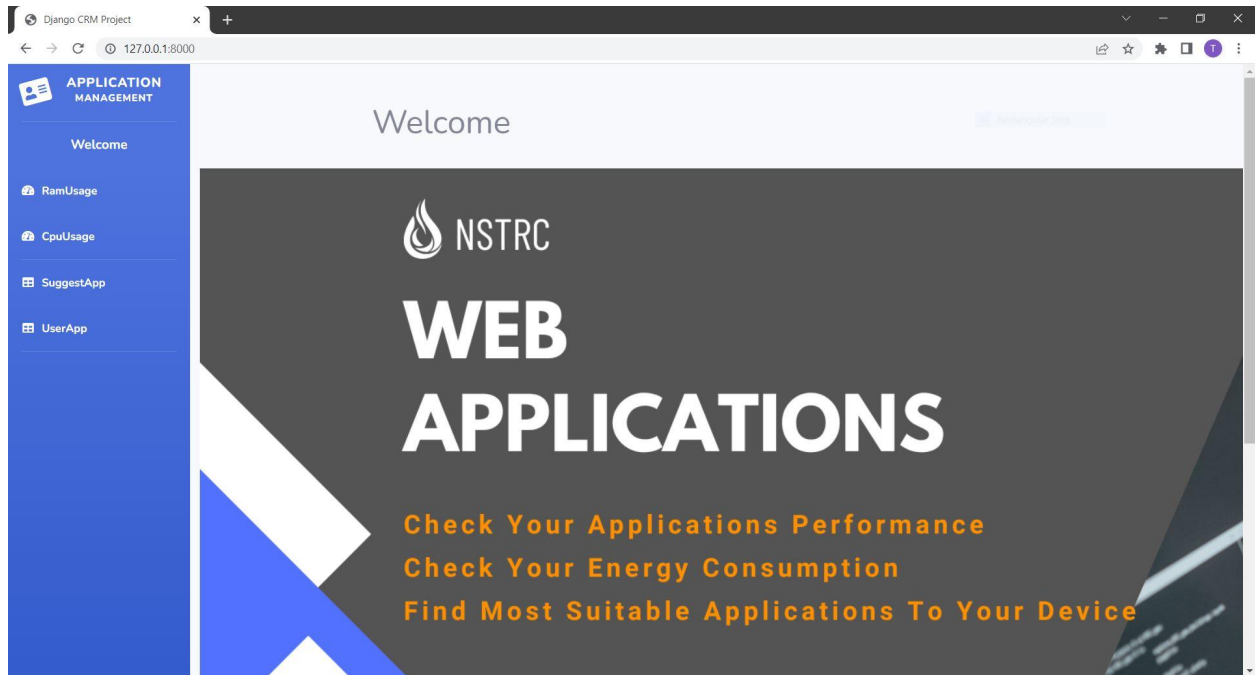 Django CRM Project
127.0.0.1:8000
T
APPLICATION
MANAGEMENT
Welcome
RamUsage
CpuUsage
SuggestApp
UserApp
Welcome
NSTRC
WEB
APPLICATIONS
Check Your Applications Performance
Check Your Energy Consumption
Find Most Suitable Applications To Your Device